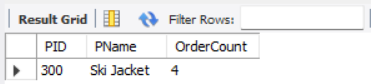 Result Grid Filter Rows:
PID PName OrderCount
300 Ski Jacket 4